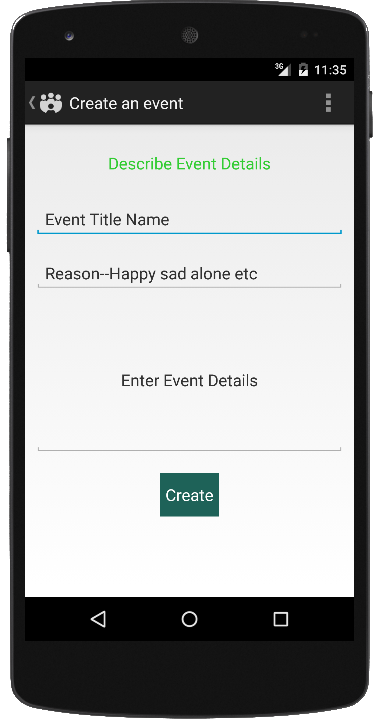 3G 11:35
Create an event
Describe Event Details
Event Title Name
Reason--Happy sad alone etc
Enter Event Details
Create